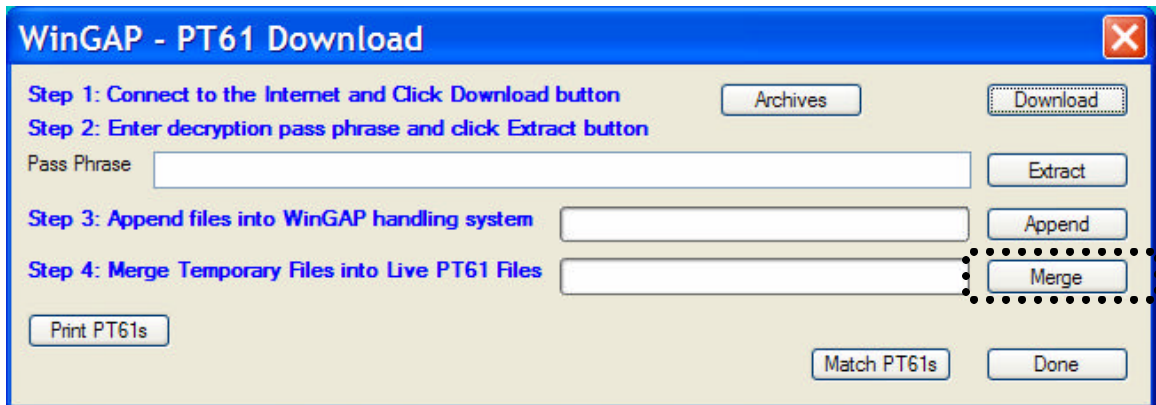 WinGAP - PT61 Download
Step 1: Connect to the Internet and Click Download button
Archives
Download
Step 2: Enter decryption pass phrase and click Extract button
Pass Phrase
Extract
Step 3: Append files into WinGAP handling system
Append
Step 4: Merge Temporary Files into Live PT61 Files
Merge
Print PT61s
Match PT61s
Done